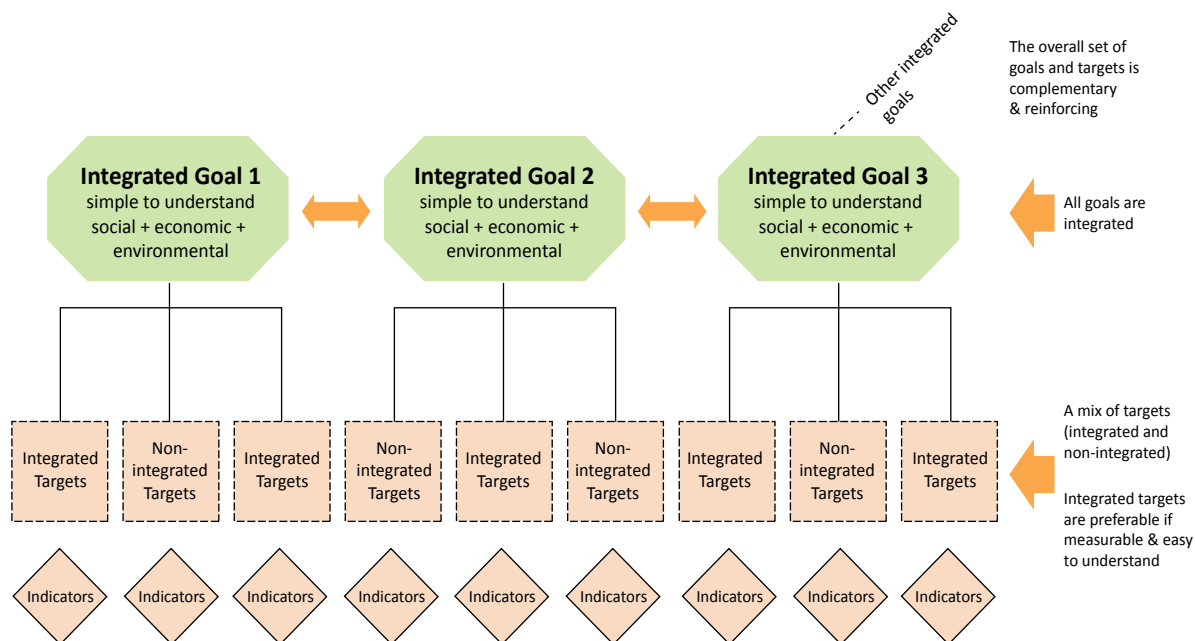 Other integrated
goals
The overall set of
goals and targets is
complementary
& reinforcing
Integrated Goal 1
simple to understand
social + economic +
environmental
Integrated Goal 2
simple to understand
social + economic +
environmental
Integrated Goal 3
simple to understand
social + economic +
environmental
All goals are
integrated
Integrated
Targets
Non-
integrated
Targets
Integrated
Targets
Non-
integrated
Targets
Integrated
Targets
Non-
integrated
Targets
Integrated
Targets
Non-
integrated
Targets
Integrated
Targets
A mix of targets
(integrated and
non-integrated)
Integrated targets
are preferable if
measurable & easy
to understand
Indicators
Indicators
Indicators
Indicators
Indicators
Indicators
Indicators
Indicators
Indicators